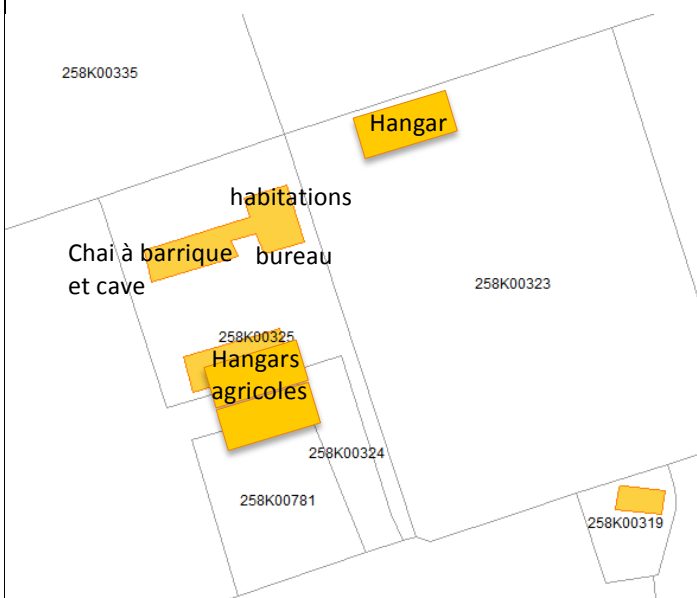 258K00335
Hangar
habitations
Chai à barrique
et cave
bureau
258K00323
258K00325
Hangars
agricoles
258K00324
258K00781
258K00319